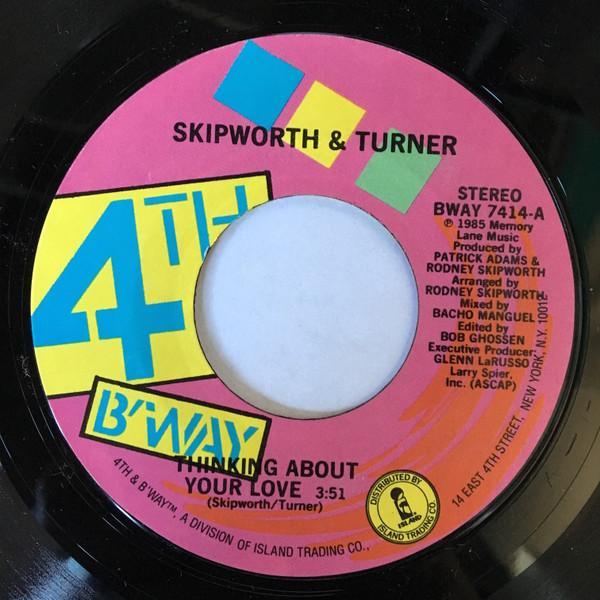 SKIPWORTH & TURNER
4TH
B'WAY
STEREO
BWAY 7414-A
℗ 1985 Memory
Lane Music
Produced by
PATRICK ADAMS &
RODNEY SKIPWORTH
Arranged by
RODNEY SKIPWORTH
Mixed by
BACHO MANGUEL
Edited by
BOB GHOSSEN
Executive Producer
GLENN LaRUSSO
Larry Spier,
Inc. (ASCAP)
THINKING ABOUT
YOUR LOVE 3:51
(Skipworth/Turner)
4TH & B'WAY™, A DIVISION OF ISLAND TRADING CO.,
14 EAST 4TH STREET, NEW YORK, N.Y. 10012
DISTRIBUTED BY
ISLAND
ISLAND TRADING CO.